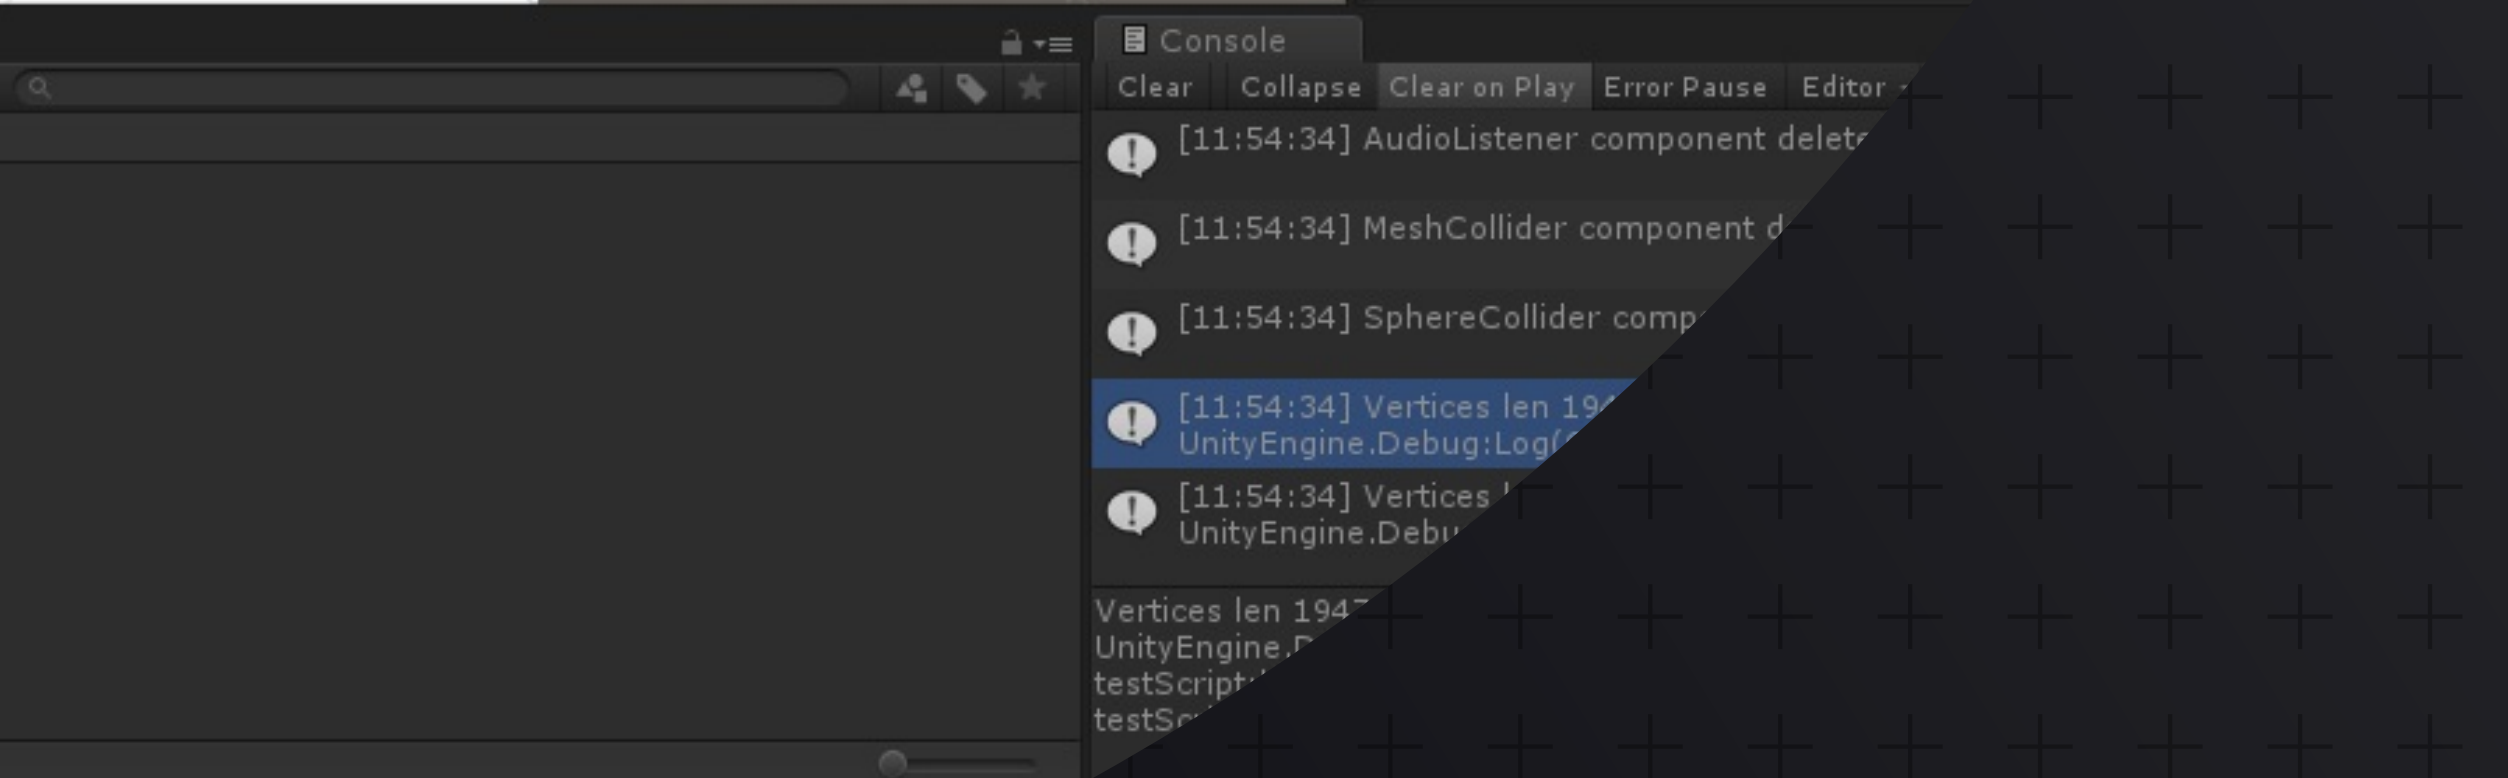 Console
Clear Collapse Clear on Play Error Pause Editor
[11:54:34] AudioListener component
[11:54:34] MeshCollider component
[11:54:34] SphereCollider
[11:54:34] Vertices len
UnityEngine.Debug:Log(
[11:54:34] Vertices
Vertices len 1947